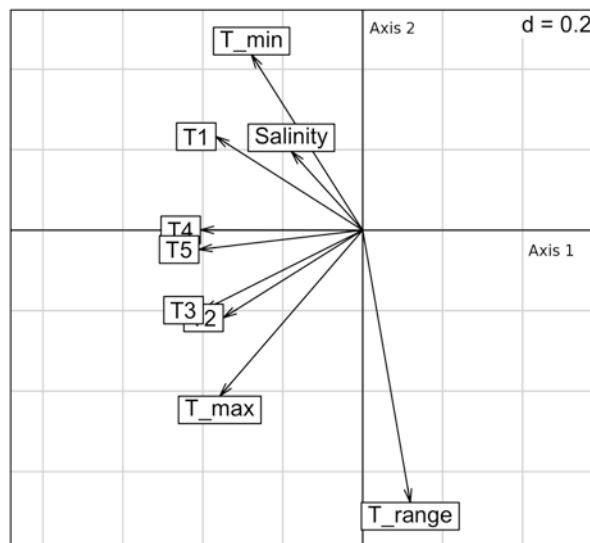 Axis 2
d = 0.2
T_min
T1
Salinity
T4
T5
Axis 1
T3
T_max
T_range